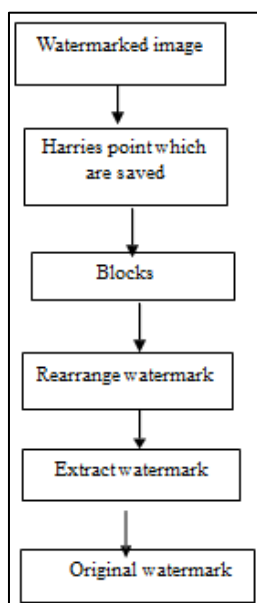 Watermarked image
Harries point which
are saved
Blocks
Rearrange watermark
Extract watermark
Original watermark